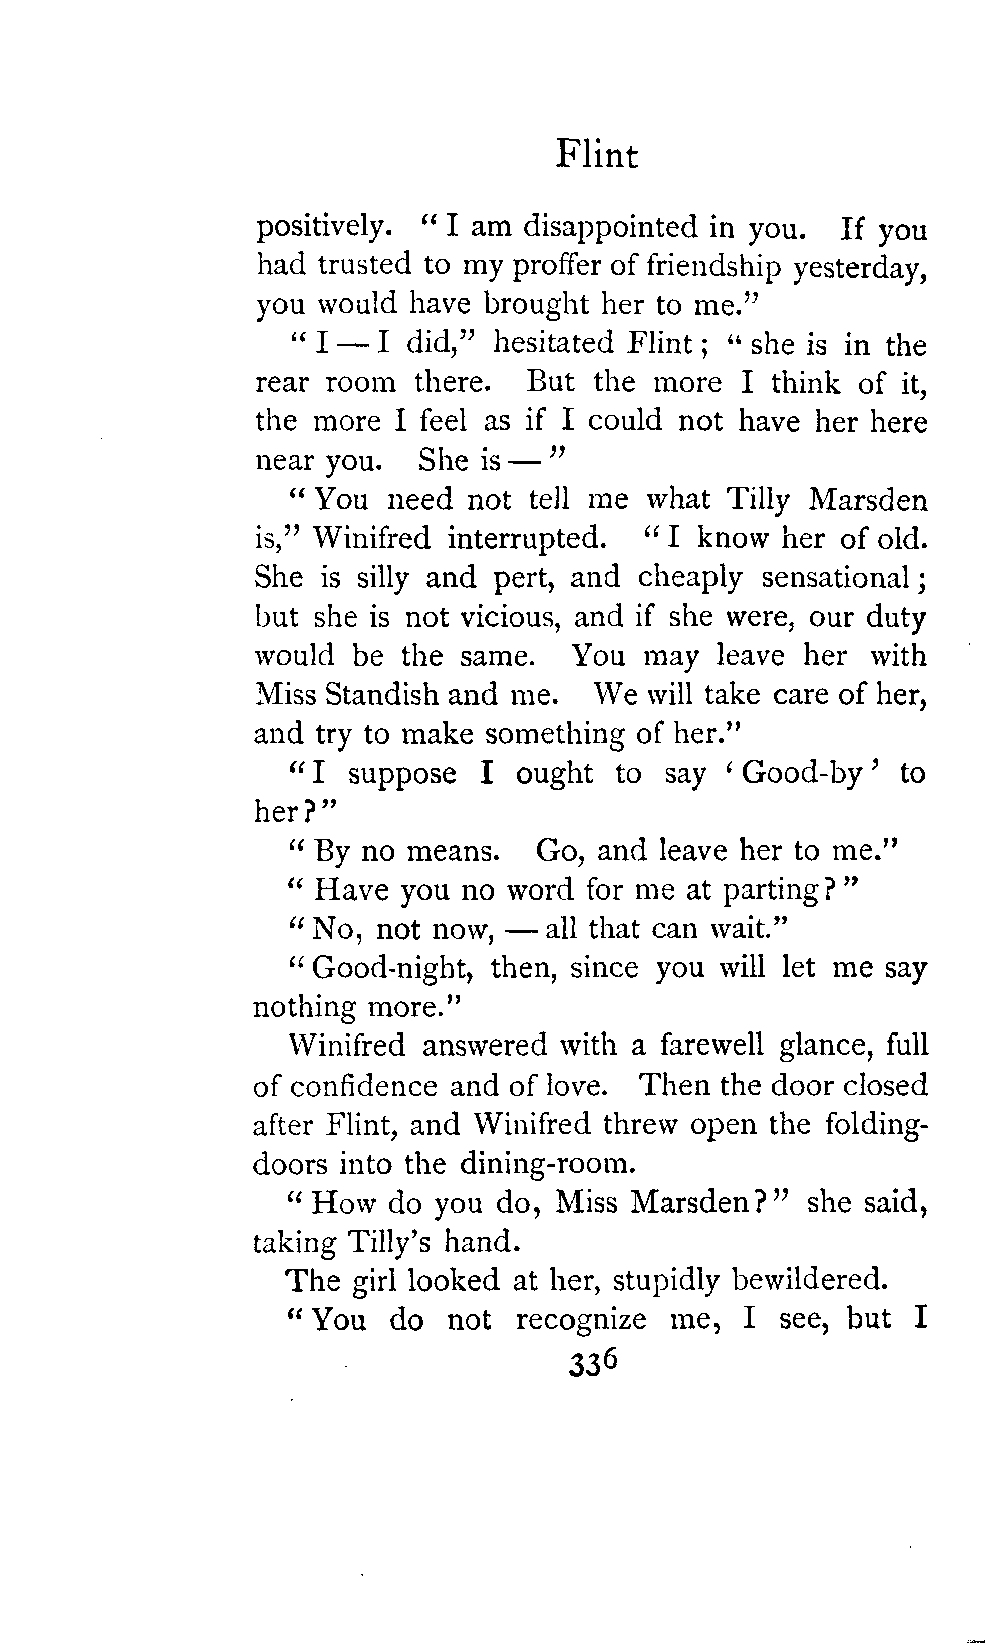 Flint
positively. “ I am disappointed in you. If you
had trusted to my proffer of friendship yesterday,
you would have brought her to me.”
“ I — I did,” hesitated Flint ; “ she is in the
rear room there. But the more I think of it,
the more I feel as if I could not have her here
near you. She is — ”
“ You need not tell me what Tilly Marsden
is,” Winifred interrupted. “ I know her of old.
She is silly and pert, and cheaply sensational ;
but she is not vicious, and if she were, our duty
would be the same. You may leave her with
Miss Standish and me. We will take care of her,
and try to make something of her.”
“ I suppose I ought to say ‘ Good-by ’ to
her ? ”
“ By no means. Go, and leave her to me.”
“ Have you no word for me at parting ? ”
“ No, not now, — all that can wait.”
“ Good-night, then, since you will let me say
nothing more.”
Winifred answered with a farewell glance, full
of confidence and of love. Then the door closed
after Flint, and Winifred threw open the folding-
doors into the dining-room.
“ How do you do, Miss Marsden ? ” she said,
taking Tilly’s hand.
The girl looked at her, stupidly bewildered.
“ You do not recognize me, I see, but I
336